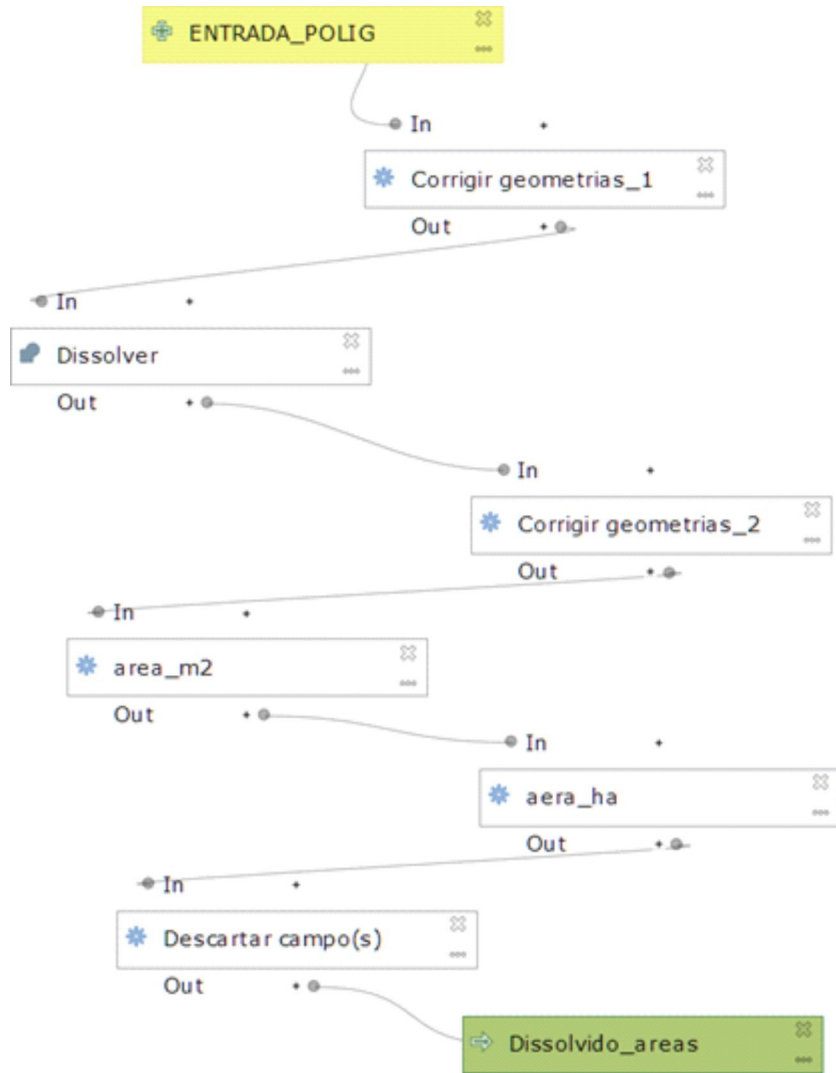 ENTRADA_POLIG
In
Corrigir geometrias_1
Out
In
Dissolver
Out
In
Corrigir geometrias_2
Out
In
area_m2
Out
In
aera_ha
Out
In
Descartar campo(s)
Out
Dissolvido_areas